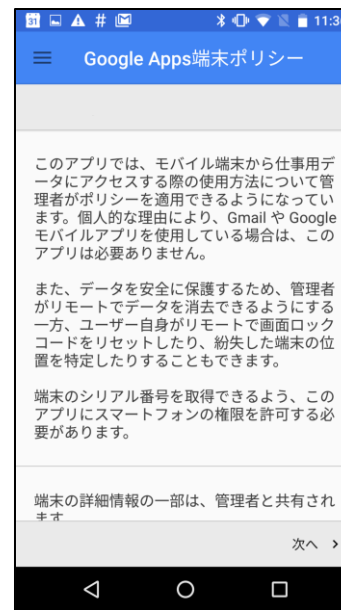 31 # 11:3
Google Apps端末ポリシー
このアプリでは、モバイル端末から仕事用デ
ータにアクセスする際の使用方法について管
理者がポリシーを適用できるようになってい
ます。個人的な理由により、Gmail や Google
モバイルアプリを使用している場合は、この
アプリは必要ありません。
また、データを安全に保護するため、管理者
がリモートでデータを消去できるようにする
一方、ユーザー自身がリモートで画面ロック
コードをリセットしたり、紛失した端末の位
置を特定したりすることもできます。
端末のシリアル番号を取得できるよう、この
アプリにスマートフォンの権限を許可する必
要があります。
端末の詳細情報の一部は、管理者と共有され
ます
次へ